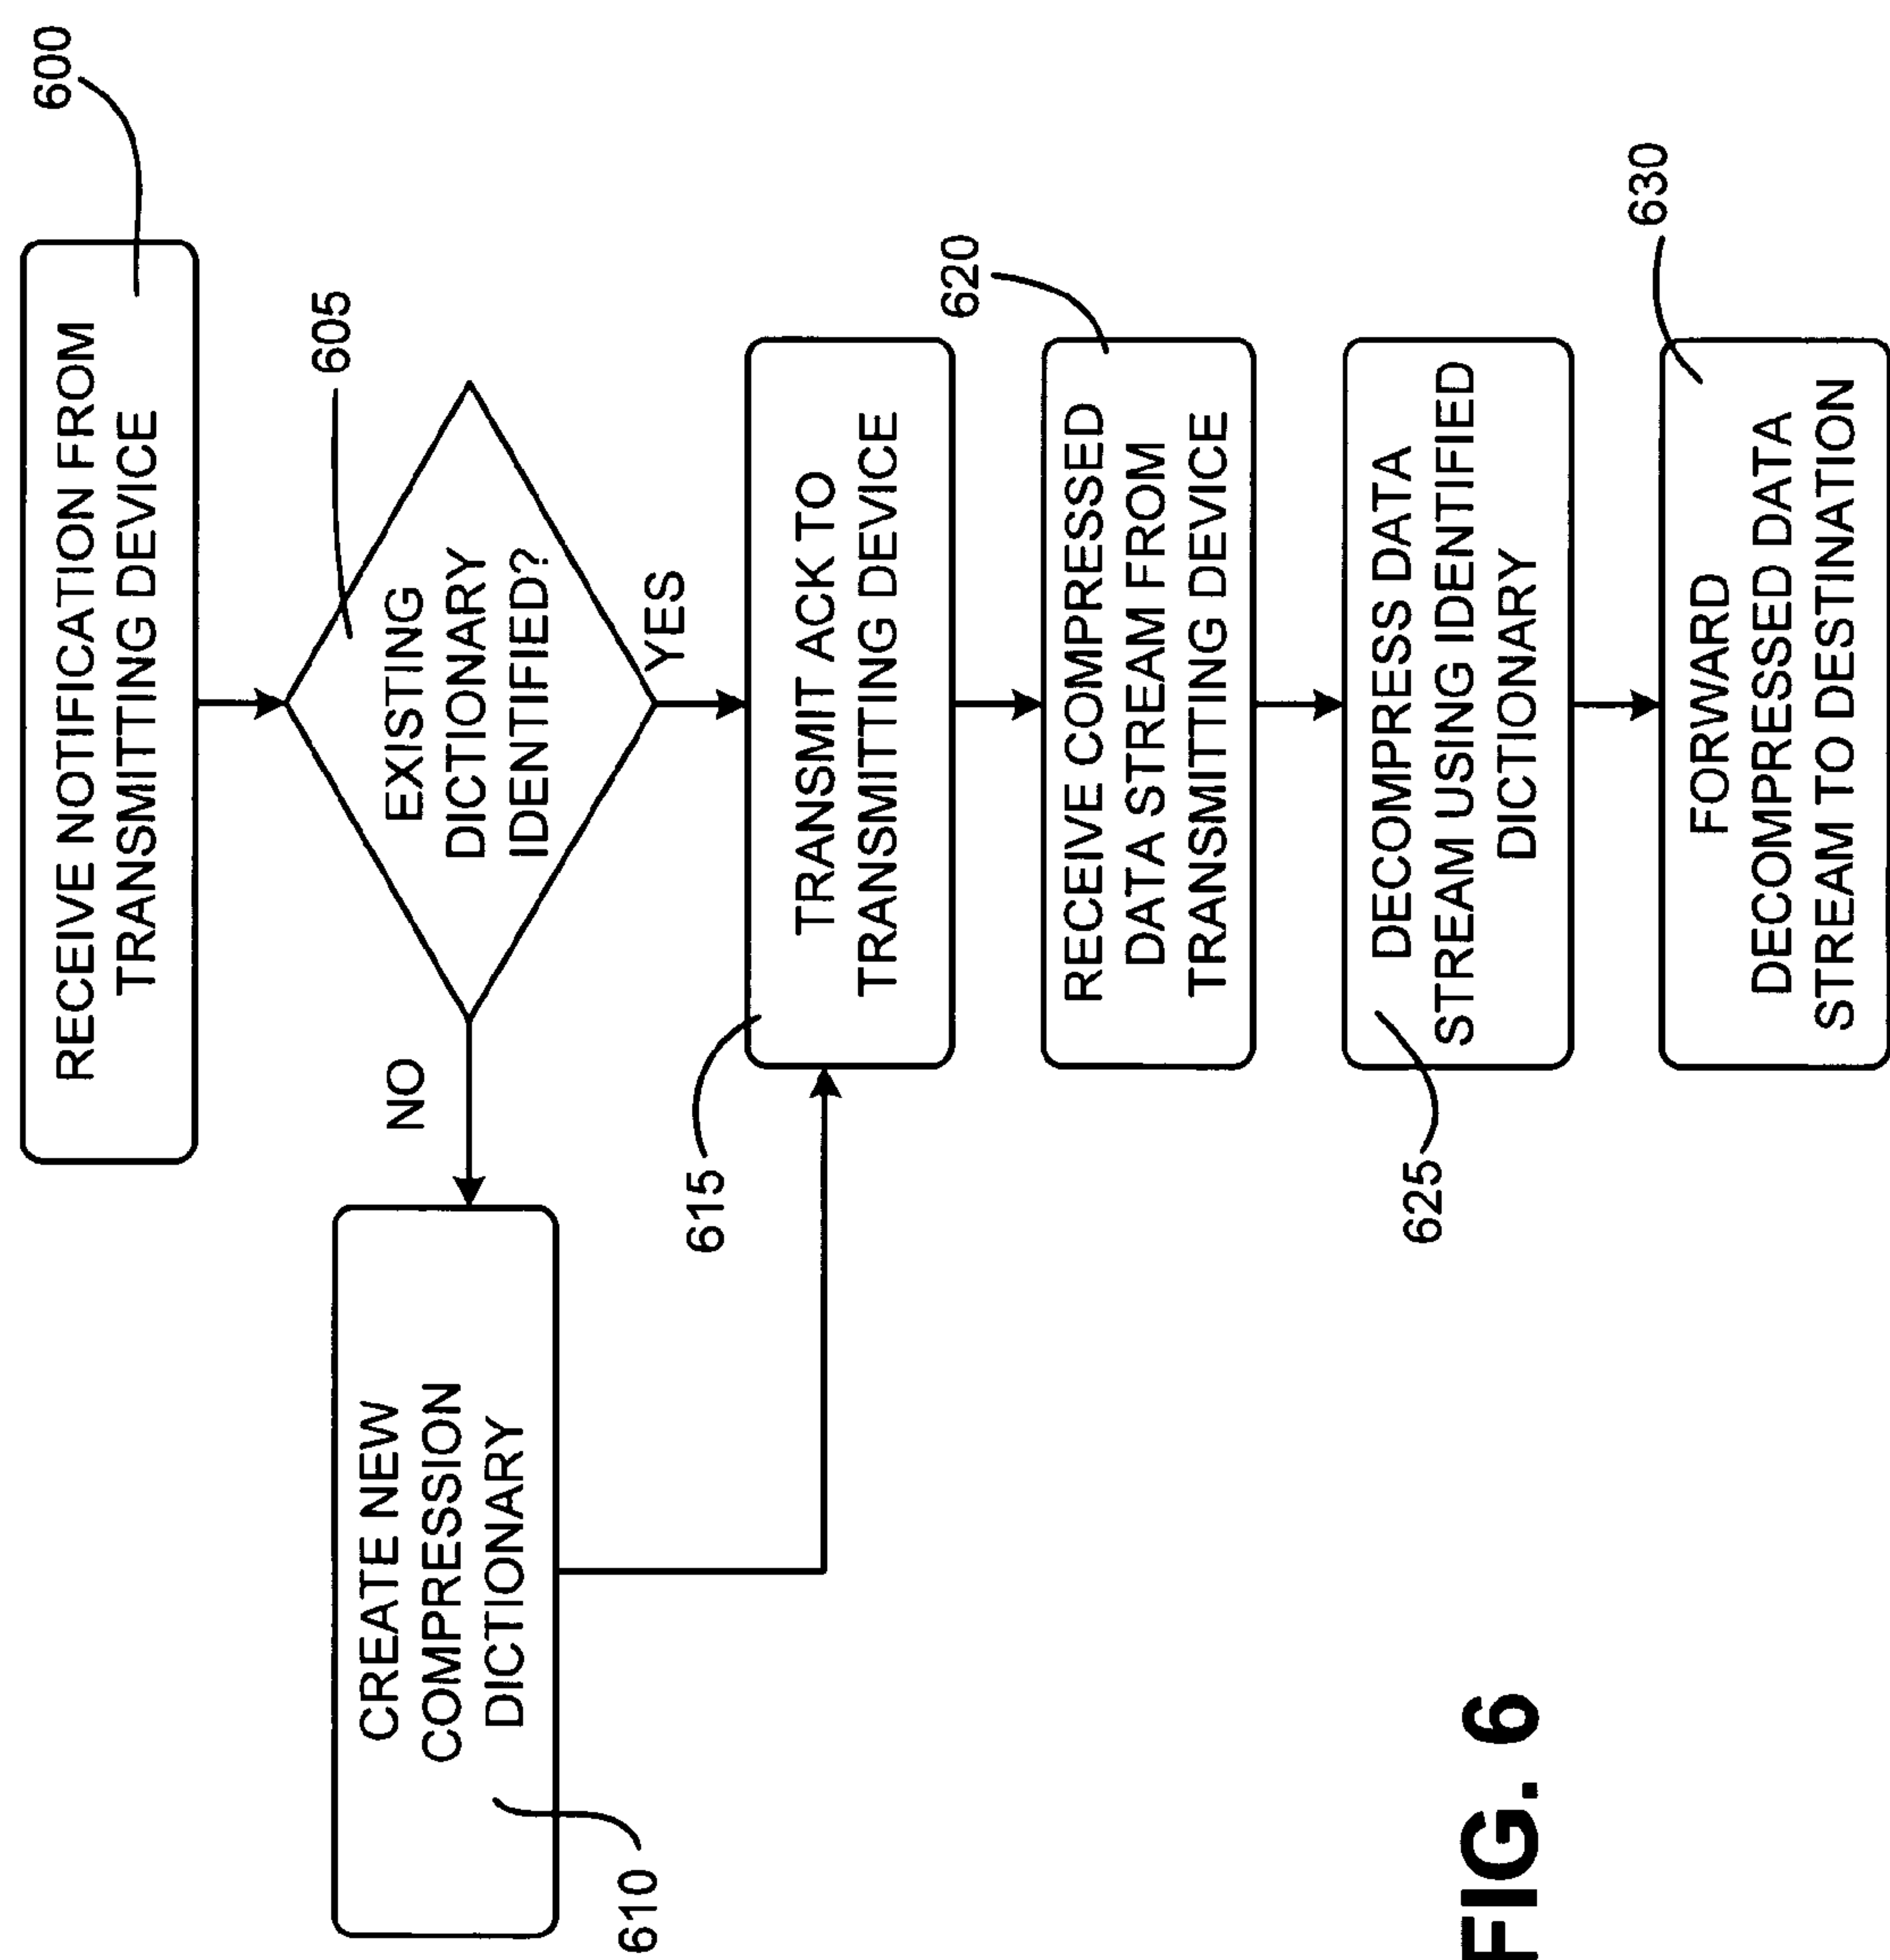 600
RECEIVE NOTIFICATION FROM
TRANSMITTING DEVICE
605
EXISTING
DICTIONARY
IDENTIFIED?
NO
YES
CREATE NEW
COMPRESSION
DICTIONARY
610
615
TRANSMIT ACK TO
TRANSMITTING DEVICE
620
RECEIVE COMPRESSED
DATA STREAM FROM
TRANSMITTING DEVICE
625
DECOMPRESS DATA
STREAM USING IDENTIFIED
DICTIONARY
630
FORWARD
DECOMPRESSED DATA
STREAM TO DESTINATION
FIG. 6